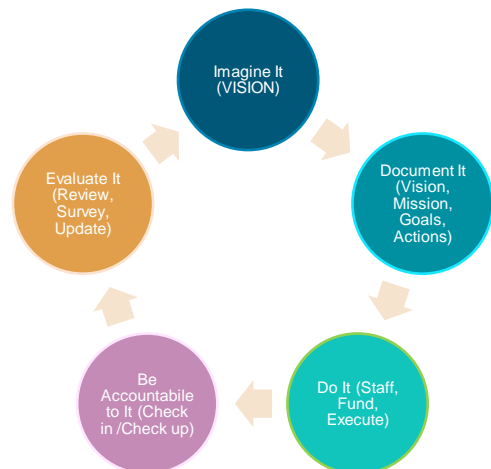 Imagine It
(VISION)
Document It
(Vision,
Mission,
Goals,
Actions)
Do It (Staff,
Fund,
Execute)
Be
Accountabile
to It (Check
in /Check up)
Evaluate It
(Review,
Survey,
Update)